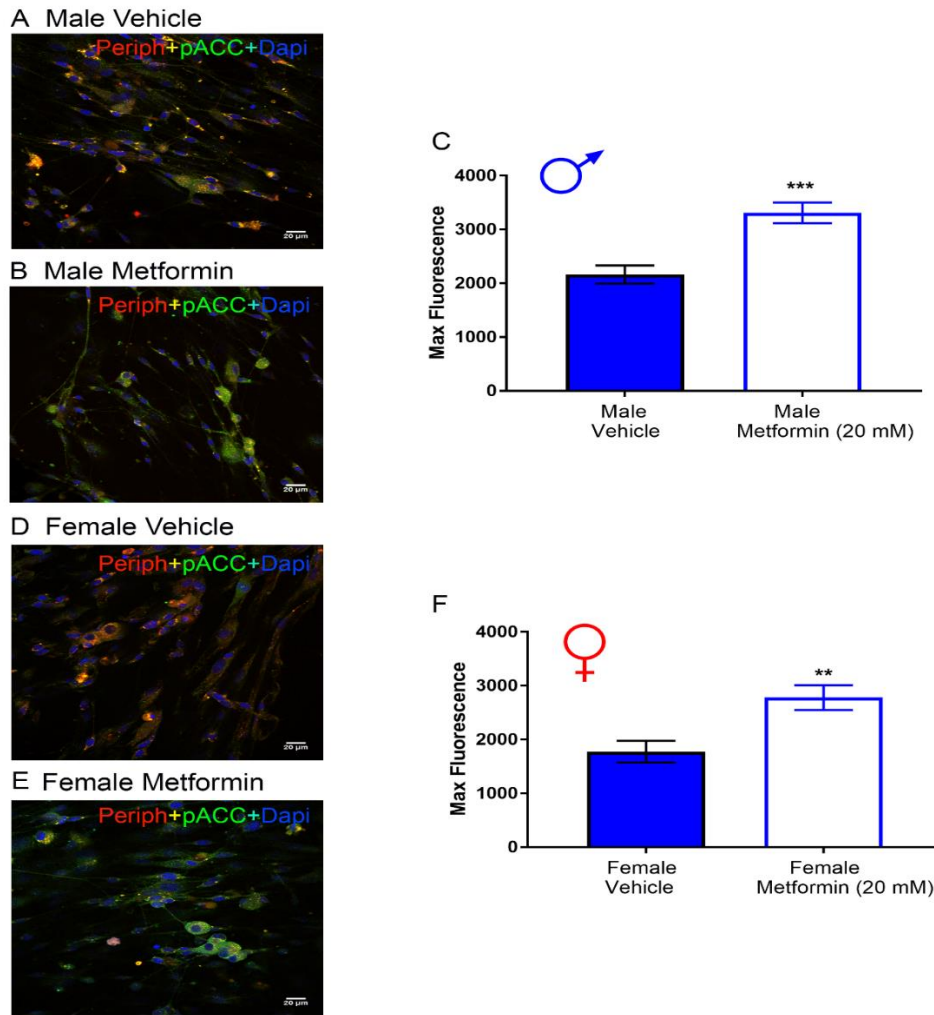 A Male Vehicle
Periph+pACC+Dapi
20 µm
B Male Metformin
Periph+pACC+Dapi
20 µm
D Female Vehicle
Periph+pACC+Dapi
20 µm
E Female Metformin
Periph+pACC+Dapi
20 µm
C
4000
3000
2000
1000
0
Max Fluorescence
***
Male
Vehicle
Male
Metformin (20 mM)
F
4000
3000
2000
1000
0
Max Fluorescence
**
Female
Vehicle
Female
Metformin (20 mM)